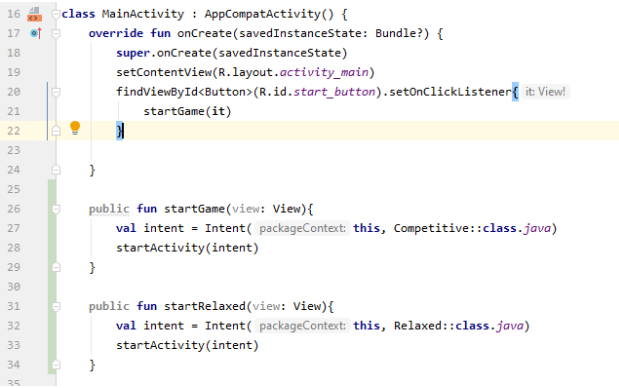 16 class MainActivity : AppCompatActivity() {
17 override fun onCreate(savedInstanceState: Bundle?) {
18 super.onCreate(savedInstanceState)
19 setContentView(R.layout.activity_main)
20 findViewById<Button>(R.id.start_button).setOnClickListener{ it: View!
21 startGame(it)
22 }
23
24 }
25
26 public fun startGame(view: View){
27 val intent = Intent( packageContext: this, Competitive::class.java)
28 startActivity(intent)
29 }
30
31 public fun startRelaxed(view: View){
32 val intent = Intent( packageContext: this, Relaxed::class.java)
33 startActivity(intent)
34 }
35